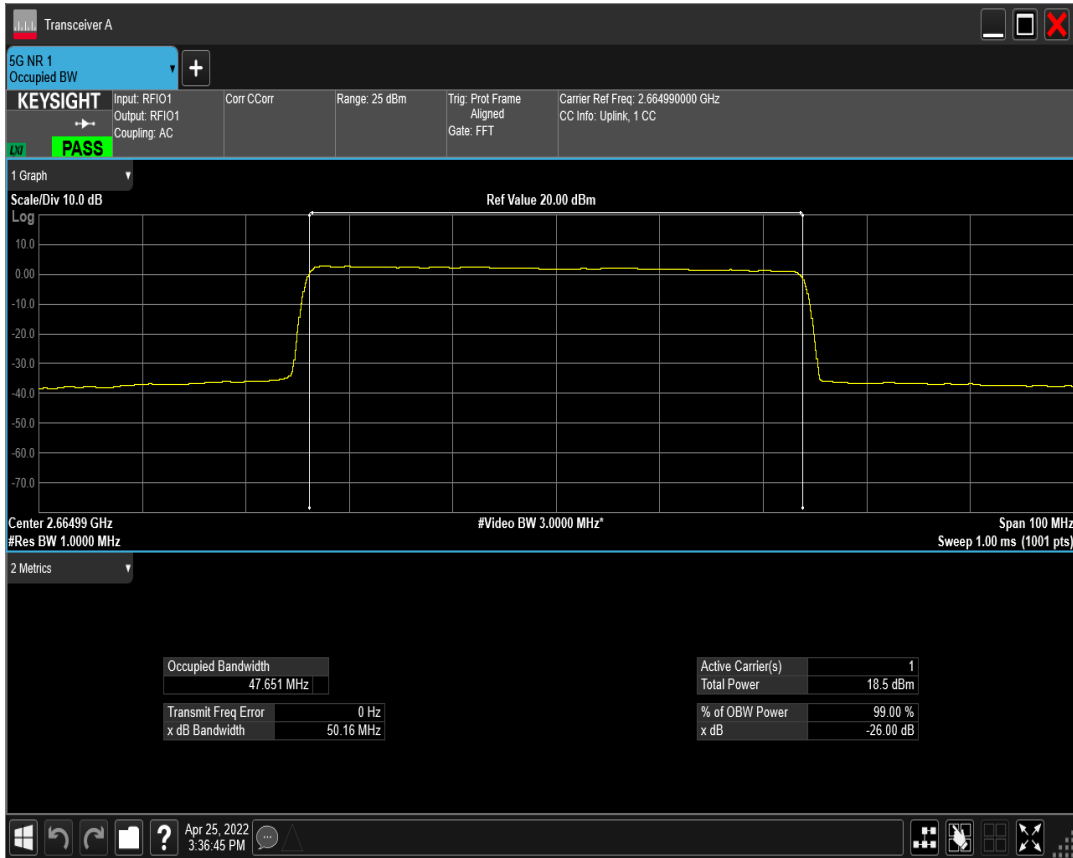 Transceiver A
5G NR 1
Occupied BW
KEYSIGHT
LXI
PASS
Input: RFIO1
Output: RFIO1
Coupling: AC
Corr CCorr
Range: 25 dBm
Trig: Prot Frame
Aligned
Gate: FFT
Carrier Ref Freq: 2.664990000 GHz
CC Info: Uplink, 1 CC
1 Graph
Scale/Div 10.0 dB
Ref Value 20.00 dBm
Log
10.0
0.00
-10.0
-20.0
-30.0
-40.0
-50.0
-60.0
-70.0
Center 2.66499 GHz
#Video BW 3.0000 MHz*
Span 100 MHz
#Res BW 1.0000 MHz
Sweep 1.00 ms (1001 pts)
2 Metrics
Occupied Bandwidth
47.651 MHz
Transmit Freq Error 0 Hz
x dB Bandwidth 50.16 MHz
Active Carrier(s) 1
Total Power 18.5 dBm
% of OBW Power 99.00 %
x dB -26.00 dB
Apr 25, 2022
3:36:45 PM